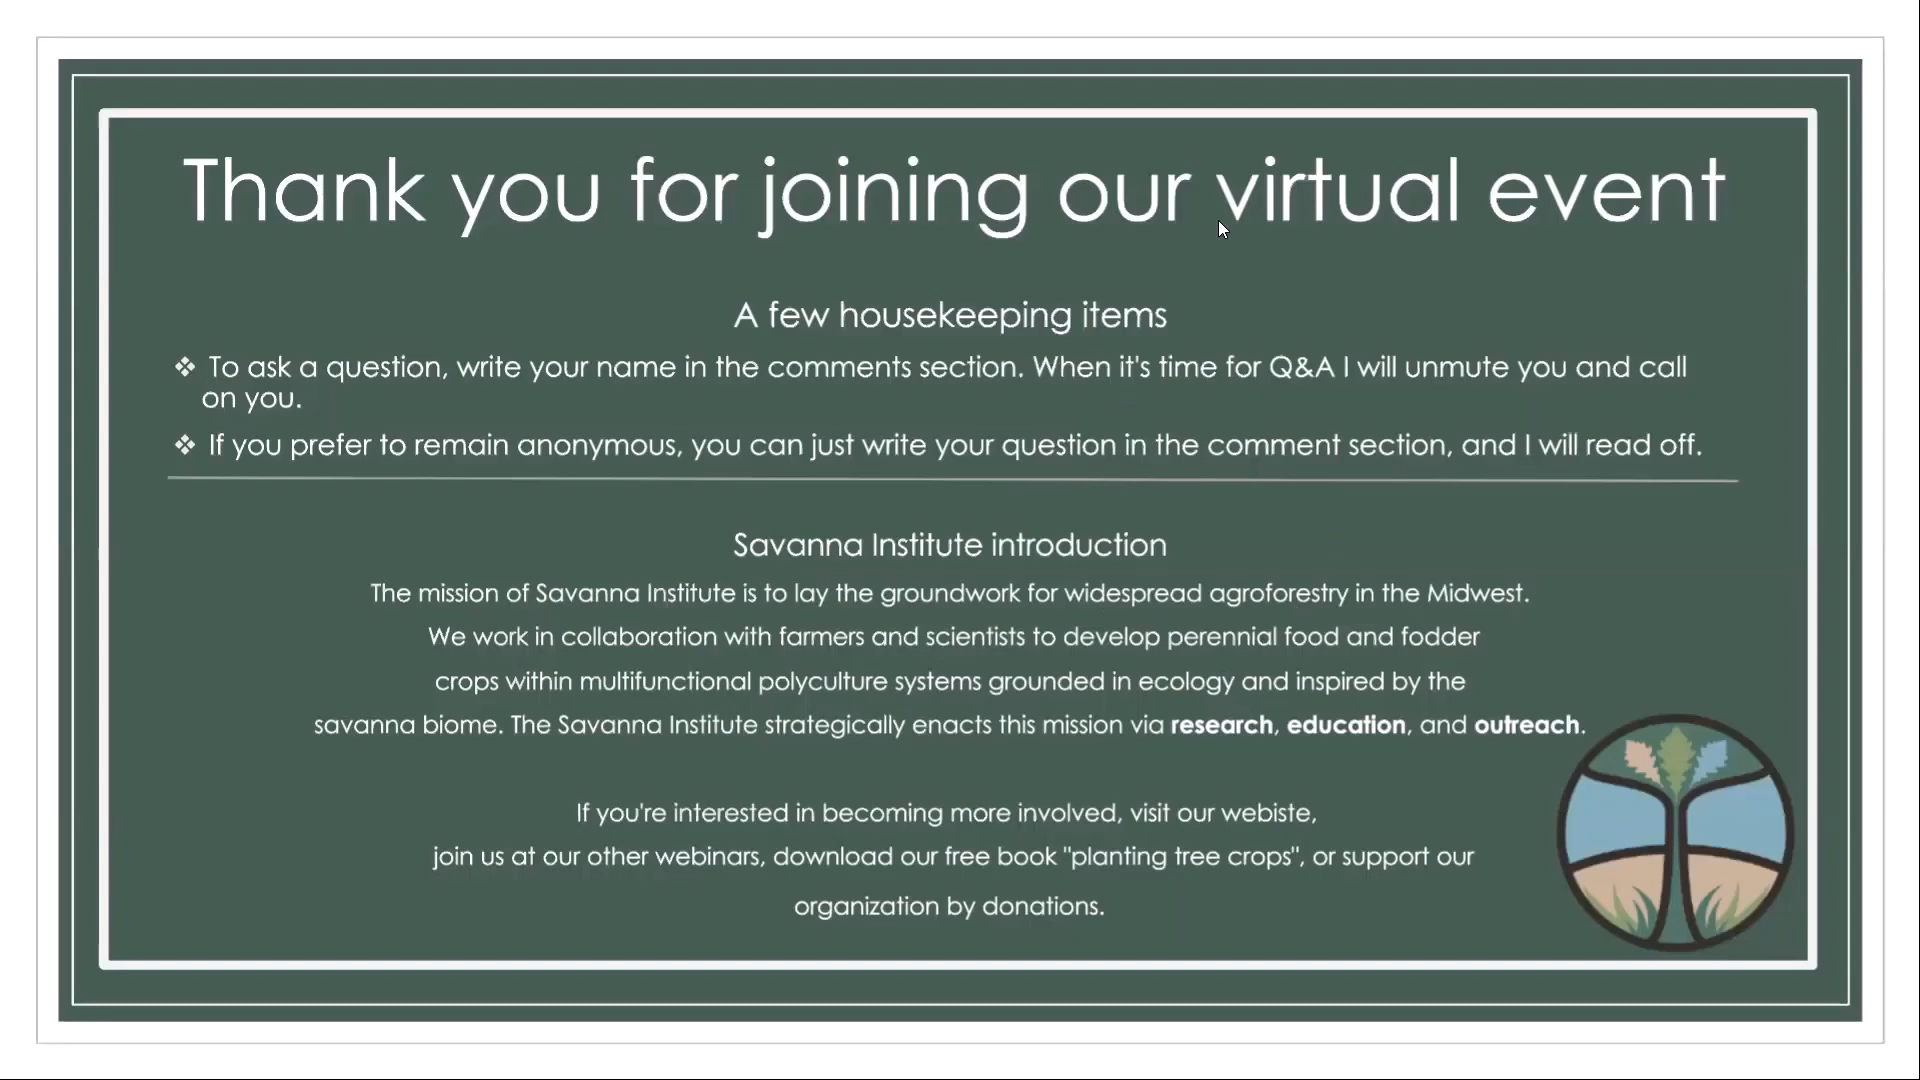 Thank you for joining our virtual event
A few housekeeping items
❖ To ask a question, write your name in the comments section. When it's time for Q&A I will unmute you and call
on you.
❖ If you prefer to remain anonymous, you can just write your question in the comment section, and I will read off.
Savanna Institute introduction
The mission of Savanna Institute is to lay the groundwork for widespread agroforestry in the Midwest.
We work in collaboration with farmers and scientists to develop perennial food and fodder
crops within multifunctional polyculture systems grounded in ecology and inspired by the
savanna biome. The Savanna Institute strategically enacts this mission via research, education, and outreach.
If you're interested in becoming more involved, visit our webiste,
join us at our other webinars, download our free book "planting tree crops", or support our
organization by donations.